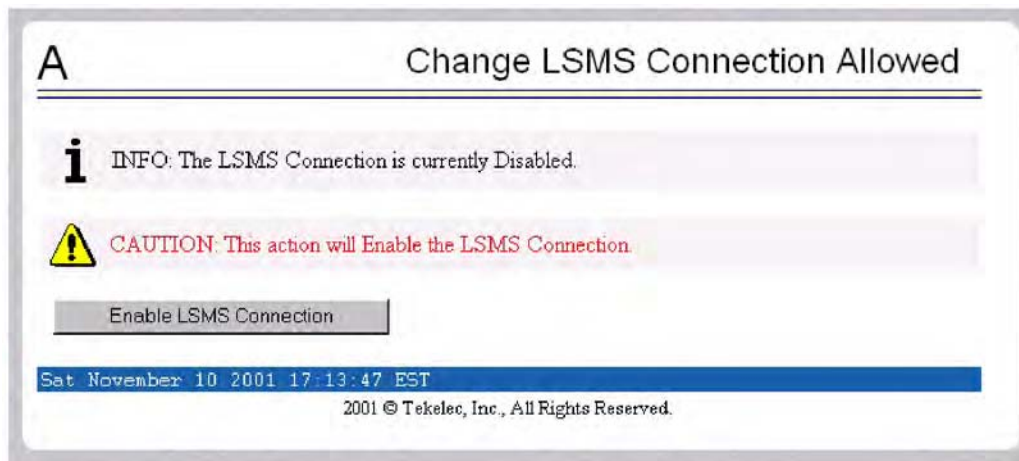 A
Change LSMS Connection Allowed
i INFO: The LSMS Connection is currently Disabled.
CAUTION: This action will Enable the LSMS Connection.
Enable LSMS Connection
Sat November 10 2001 17:13:47 EST
2001 © Tekelec, Inc., All Rights Reserved.